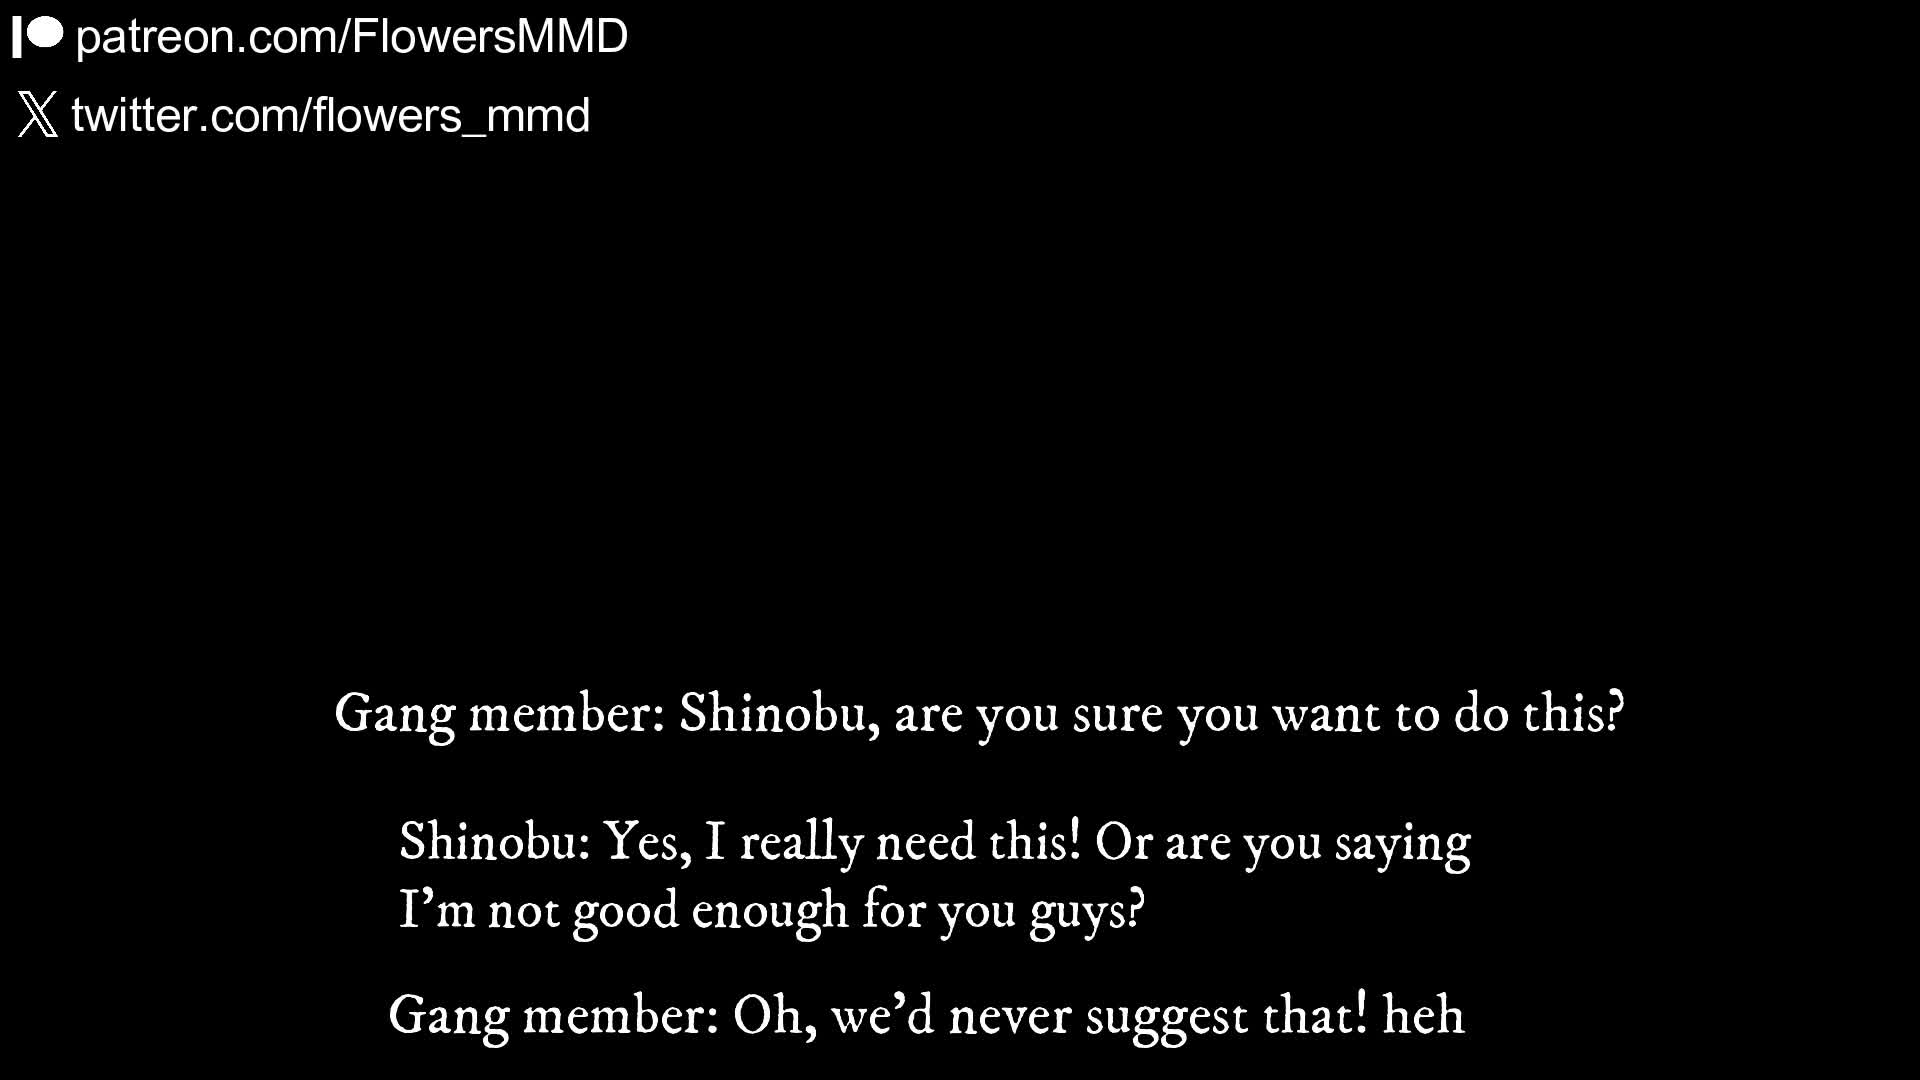 patreon.com/FlowersMMD
twitter.com/flowers_mmd
Gang member: Shinobu, are you sure you want to do this?
Shinobu: Yes, I really need this! Or are you saying
I'm not good enough for you guys?
Gang member: Oh, we'd never suggest that! heh